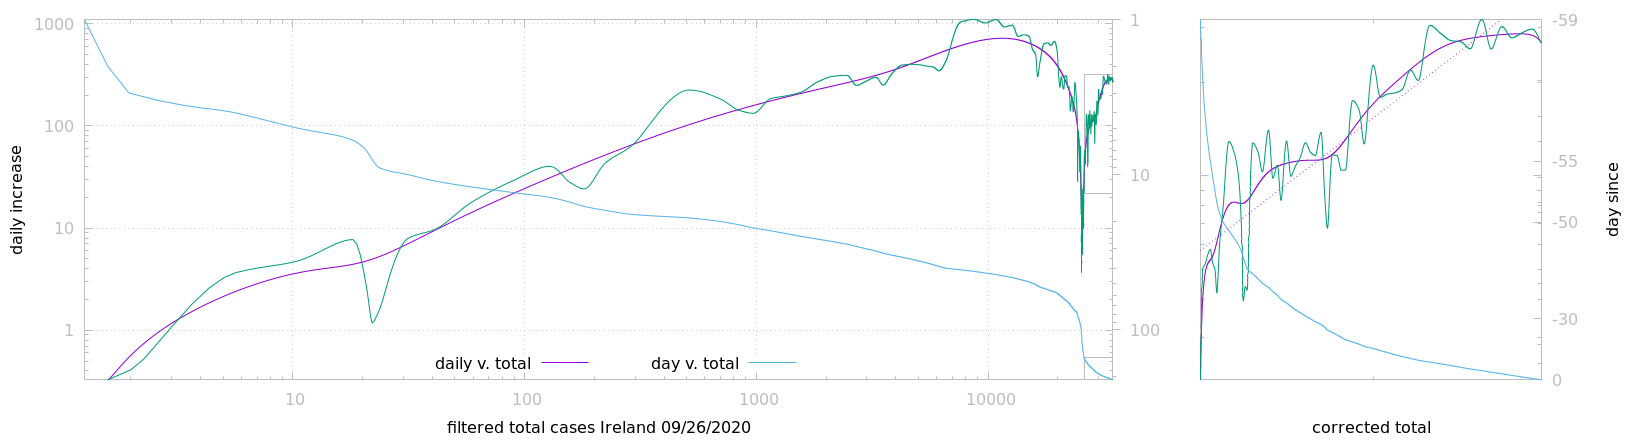 1000
100
10
1
daily increase
10
100
1000
10000
filtered total cases Ireland 09/26/2020
daily v. total
day v. total
1
10
100
-59
-55
-50
-30
0
day since
corrected total